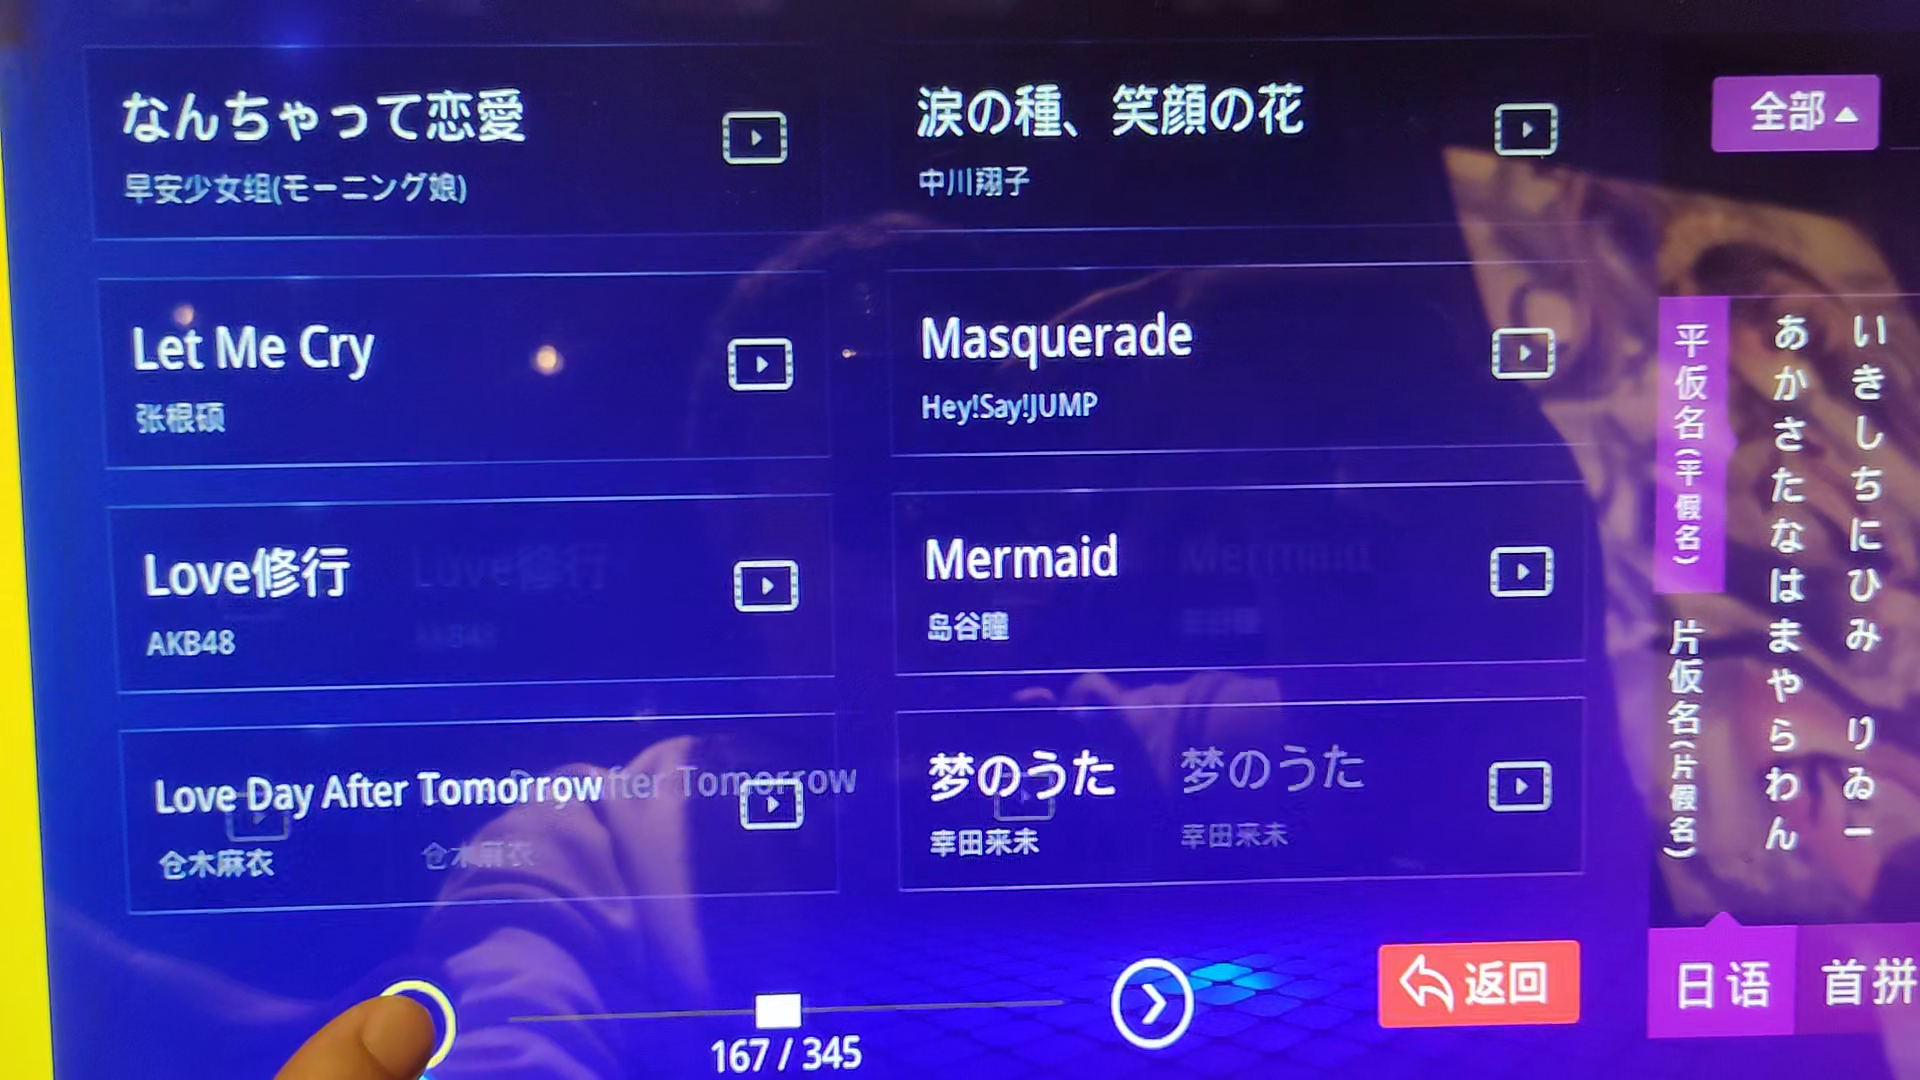 なんちゃって恋愛
早安少女组(モーニング娘)
涙の種、笑顔の花
中川翔子
Let Me Cry
张根硕
Masquerade
Hey!Say!JUMP
Love修行
AKB48
Mermaid
岛谷瞳
Love Day After Tomorrow
仓木麻衣
梦のうた
幸田来未
167 / 345
返回
全部
平仮名(平假名)
片仮名(片假名)
あかさたなはまやらわん
いきしちにひみ りゐー
日语
首拼